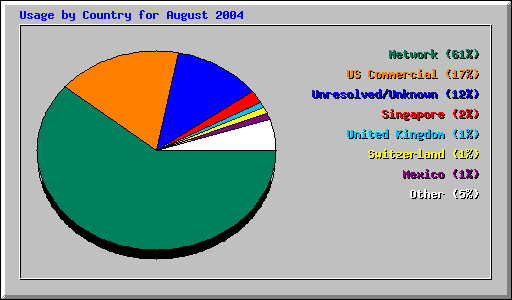 Usage by Country for August 2004
Network (61%)
US Commercial (17%)
Unresolved/Unknown (12%)
Singapore (2%)
United Kingdom (1%)
Switzerland (1%)
Mexico (1%)
Other (5%)